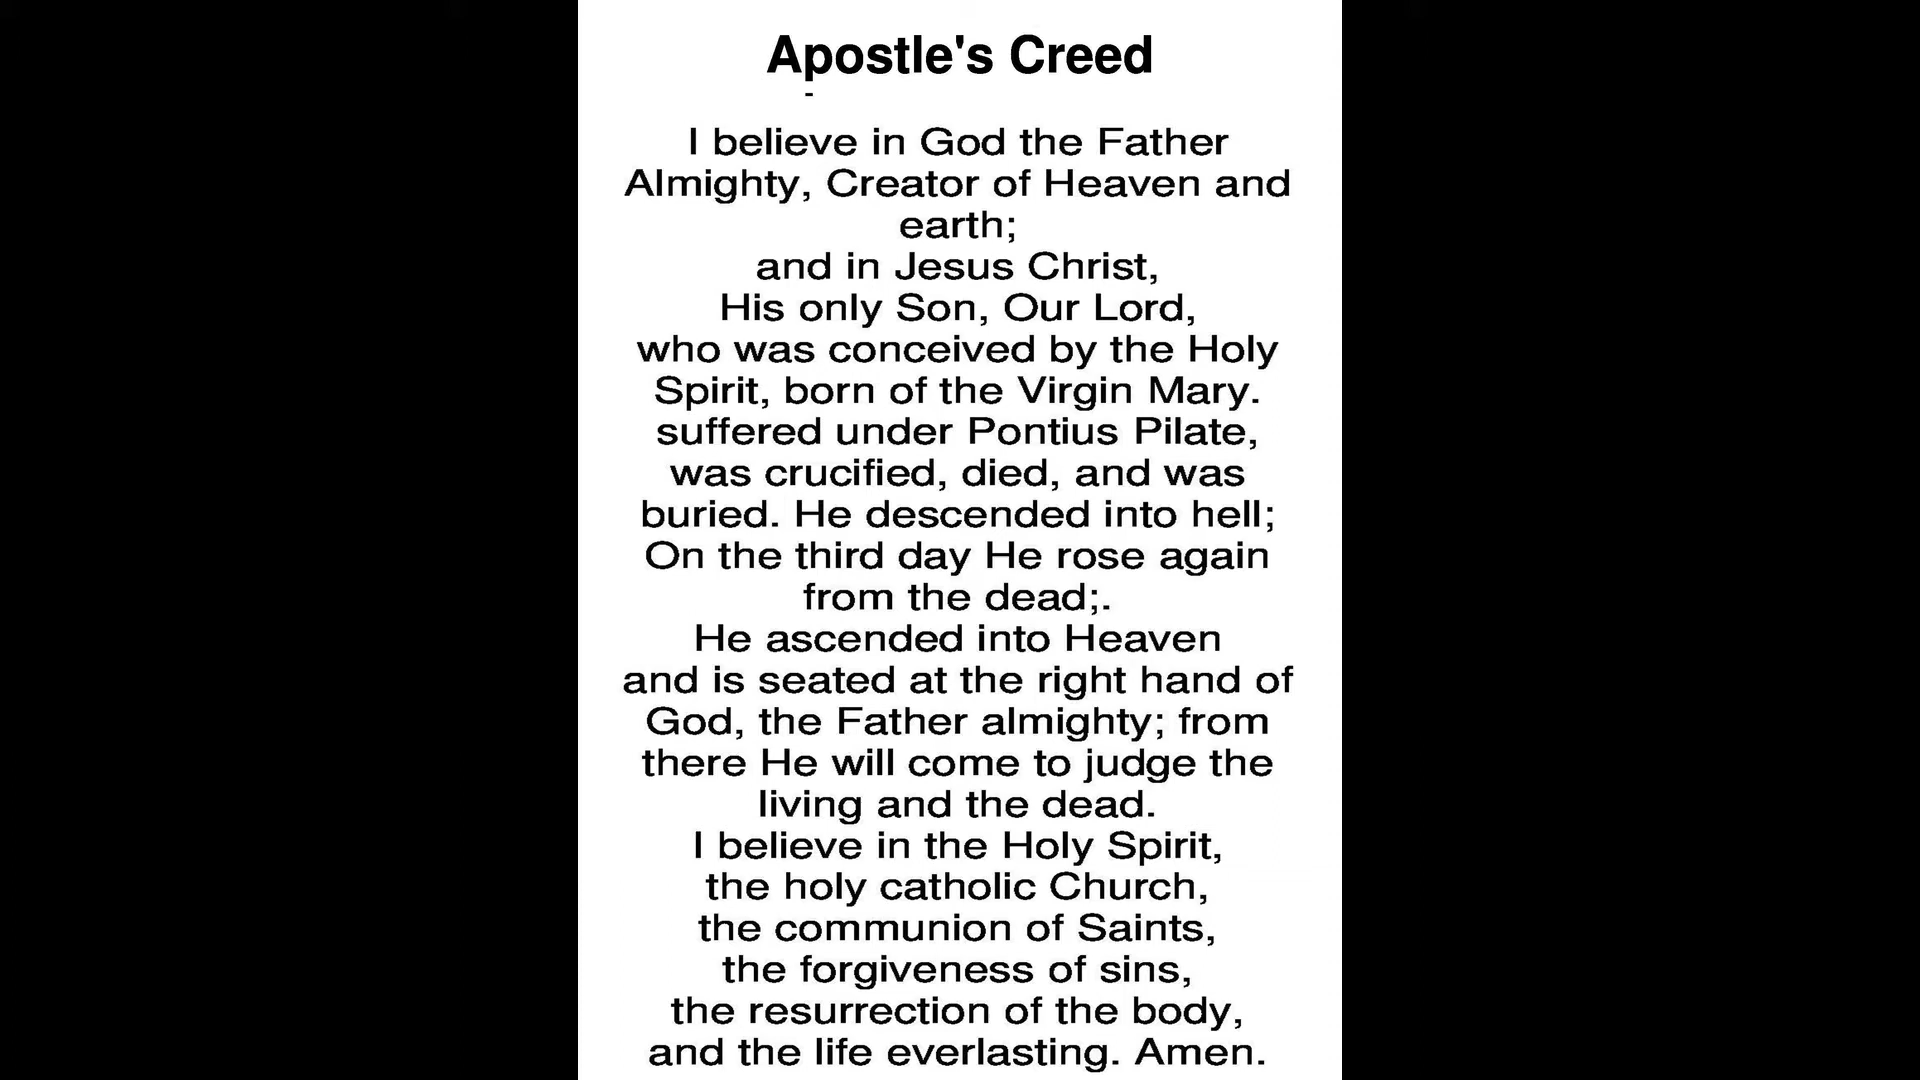 Apostle's Creed
-
I believe in God the Father
Almighty, Creator of Heaven and
earth;
and in Jesus Christ,
His only Son, Our Lord,
who was conceived by the Holy
Spirit, born of the Virgin Mary.
suffered under Pontius Pilate,
was crucified, died, and was
buried. He descended into hell;
On the third day He rose again
from the dead;.
He ascended into Heaven
and is seated at the right hand of
God, the Father almighty; from
there He will come to judge the
living and the dead.
I believe in the Holy Spirit,
the holy catholic Church,
the communion of Saints,
the forgiveness of sins,
the resurrection of the body,
and the life everlasting. Amen.